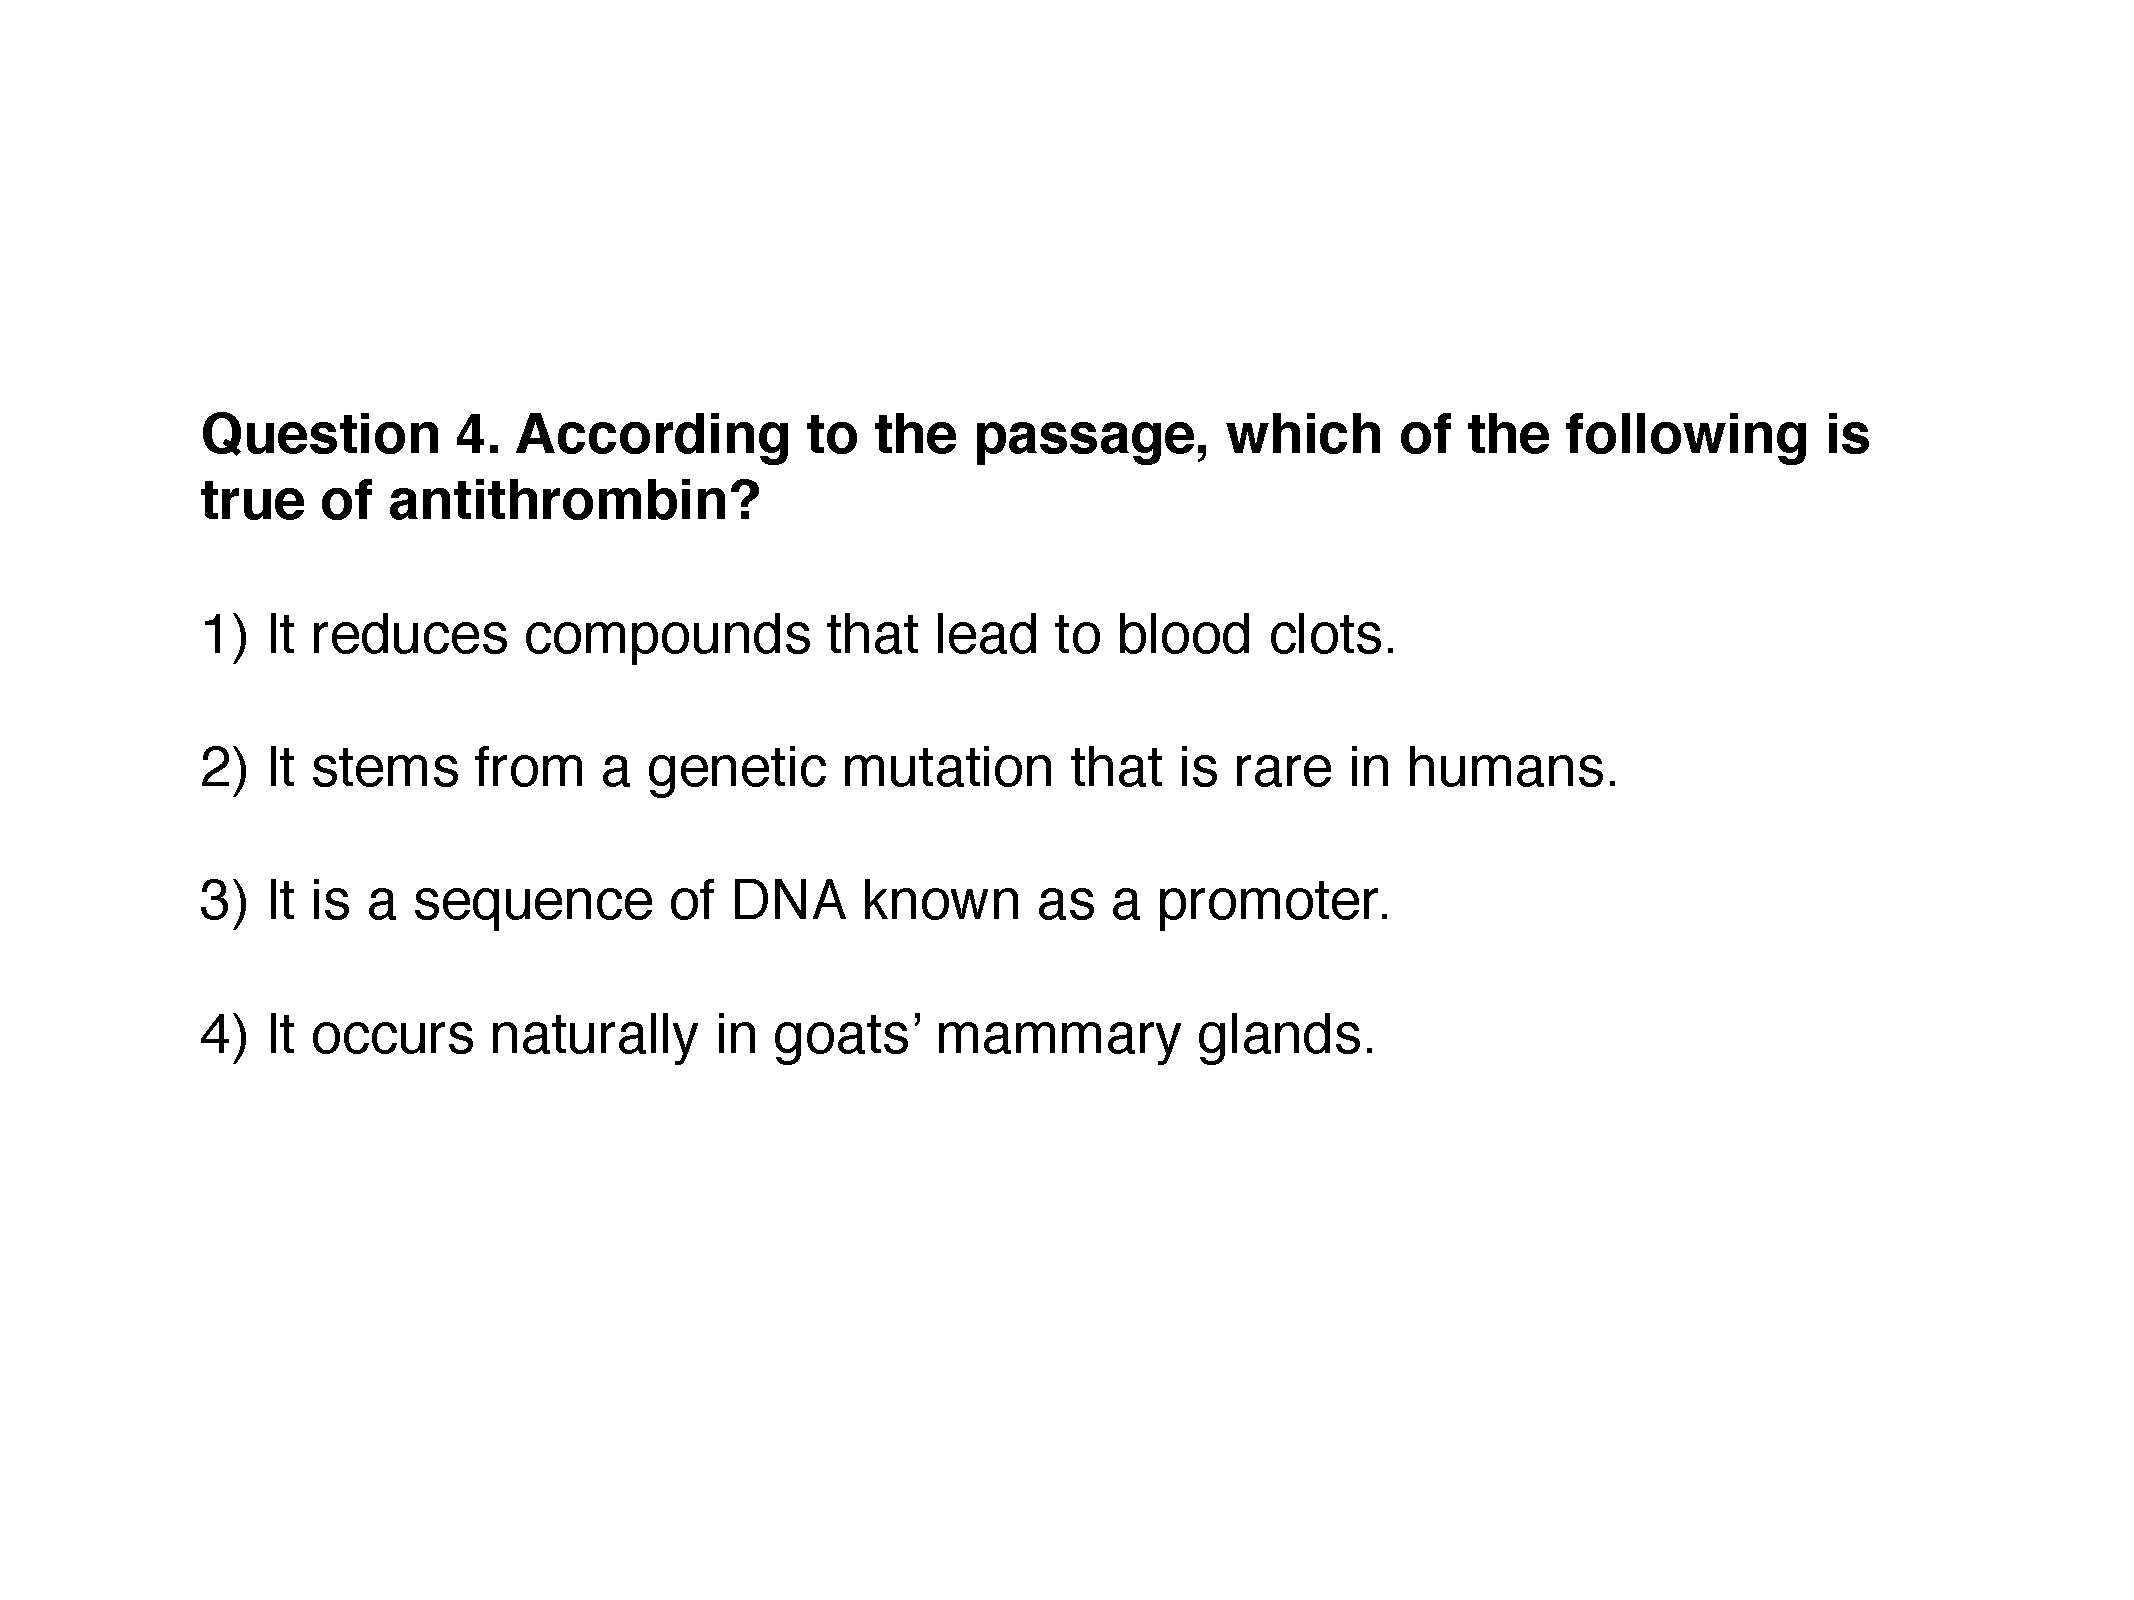 Question 4. According to the passage, which of the following is
true of antithrombin?
1) It reduces compounds that lead to blood clots.
2) It stems from a genetic mutation that is rare in humans.
3) It is a sequence of DNA known as a promoter.
4) It occurs naturally in goats’ mammary glands.